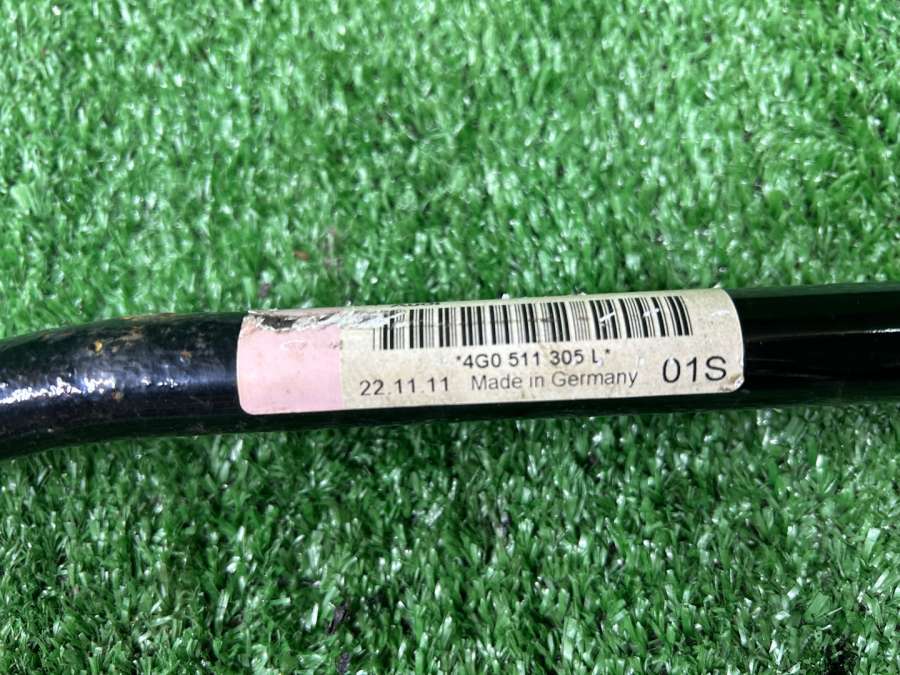 *4G0 511 305 L*
22.11.11 Made in Germany 01S